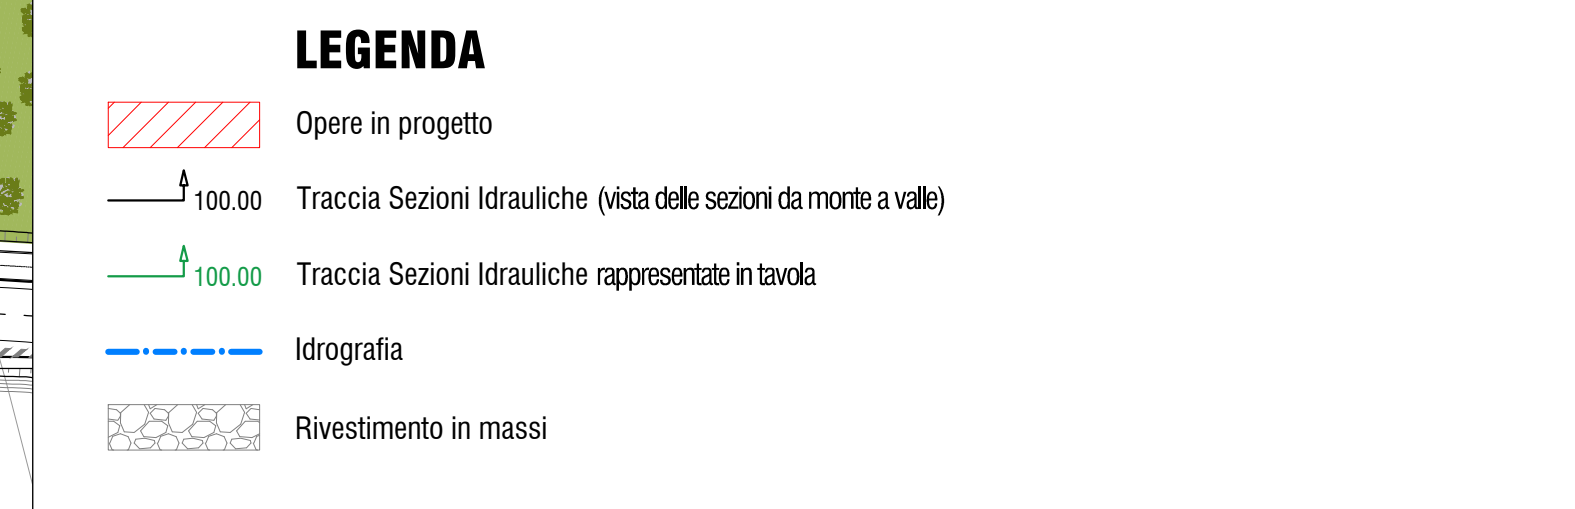 LEGENDA
Opere in progetto
100.00 Traccia Sezioni Idrauliche (vista delle sezioni da monte a valle)
100.00 Traccia Sezioni Idrauliche rappresentate in tavola
Idrografia
Rivestimento in massi